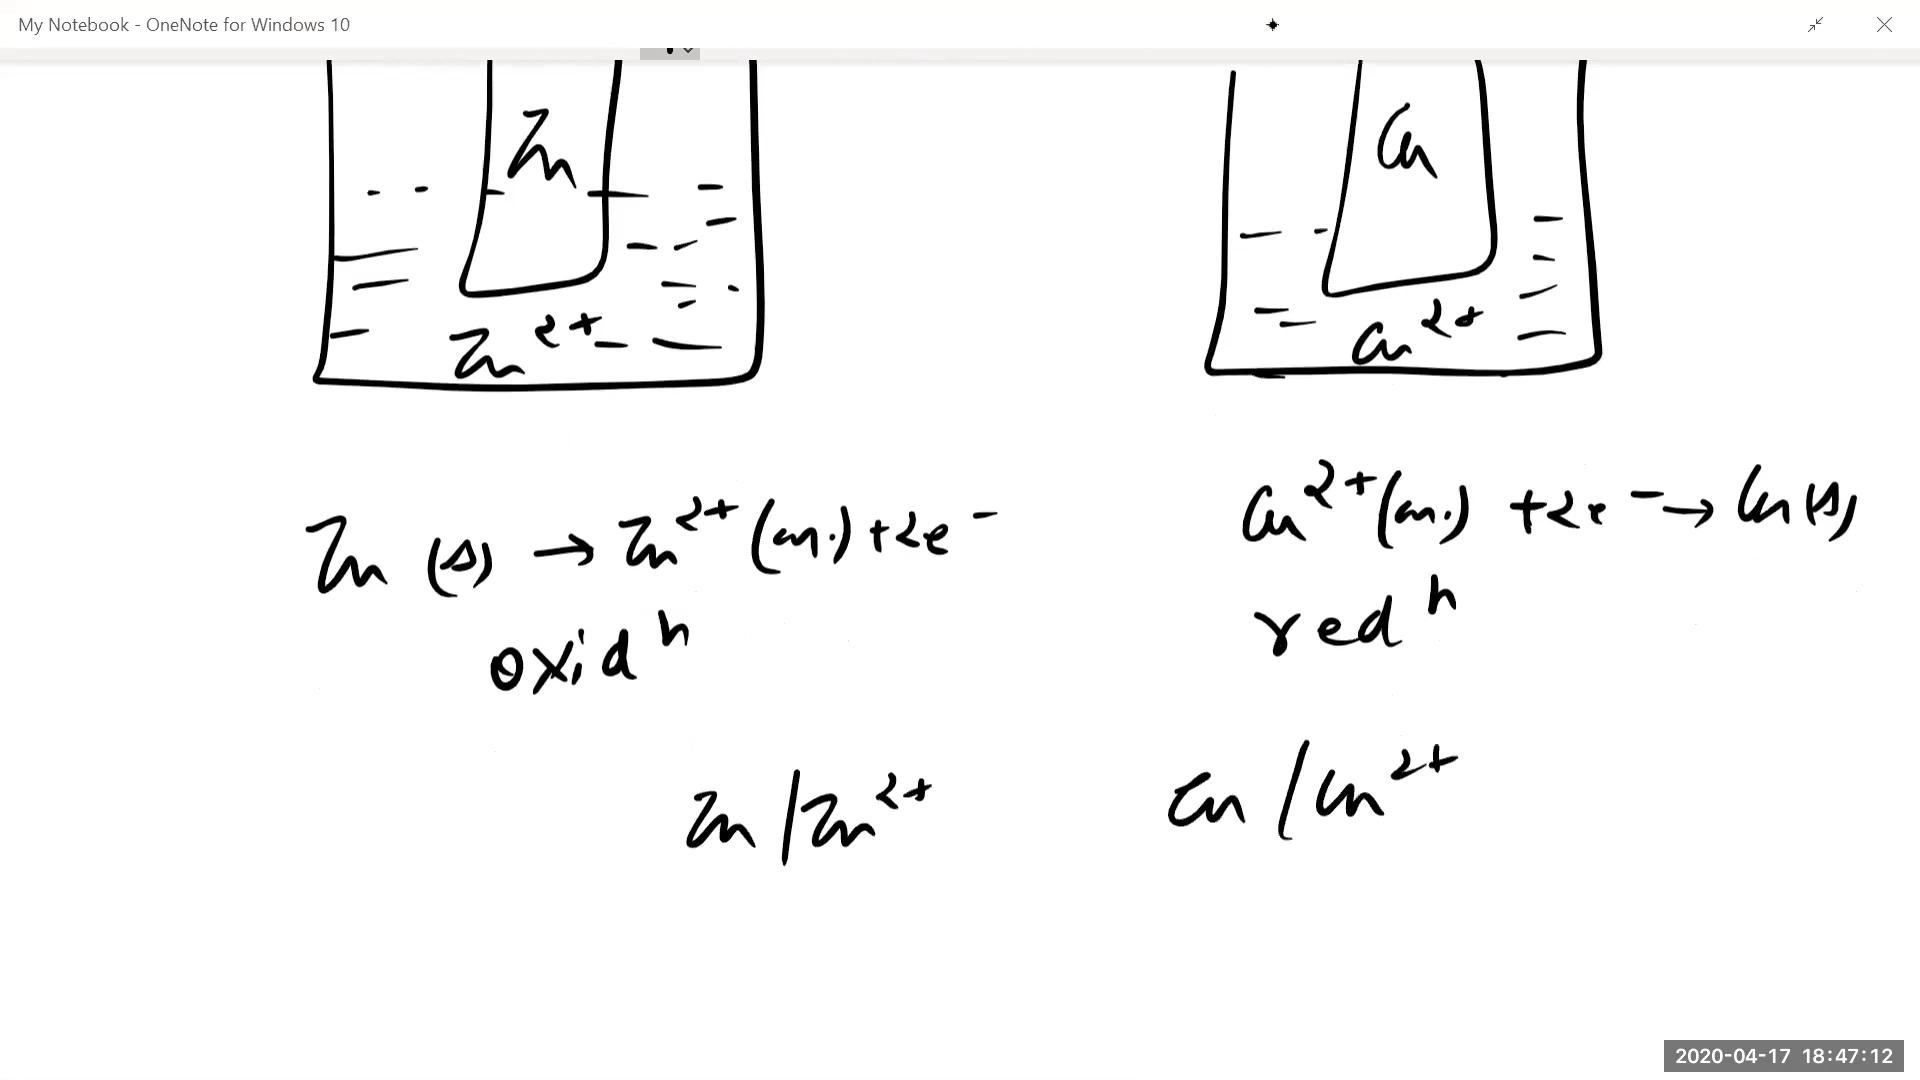 My Notebook - OneNote for Windows 10
Zn Cu
Zn²⁺ Cu²⁺
Zn (s) → Zn²⁺ (aq.) + 2e⁻ Cu²⁺ (aq.) + 2e⁻ → Cu (s)
oxidⁿ redⁿ
Zn / Zn²⁺ Cu / Cu²⁺
2020-04-17 18:47:12